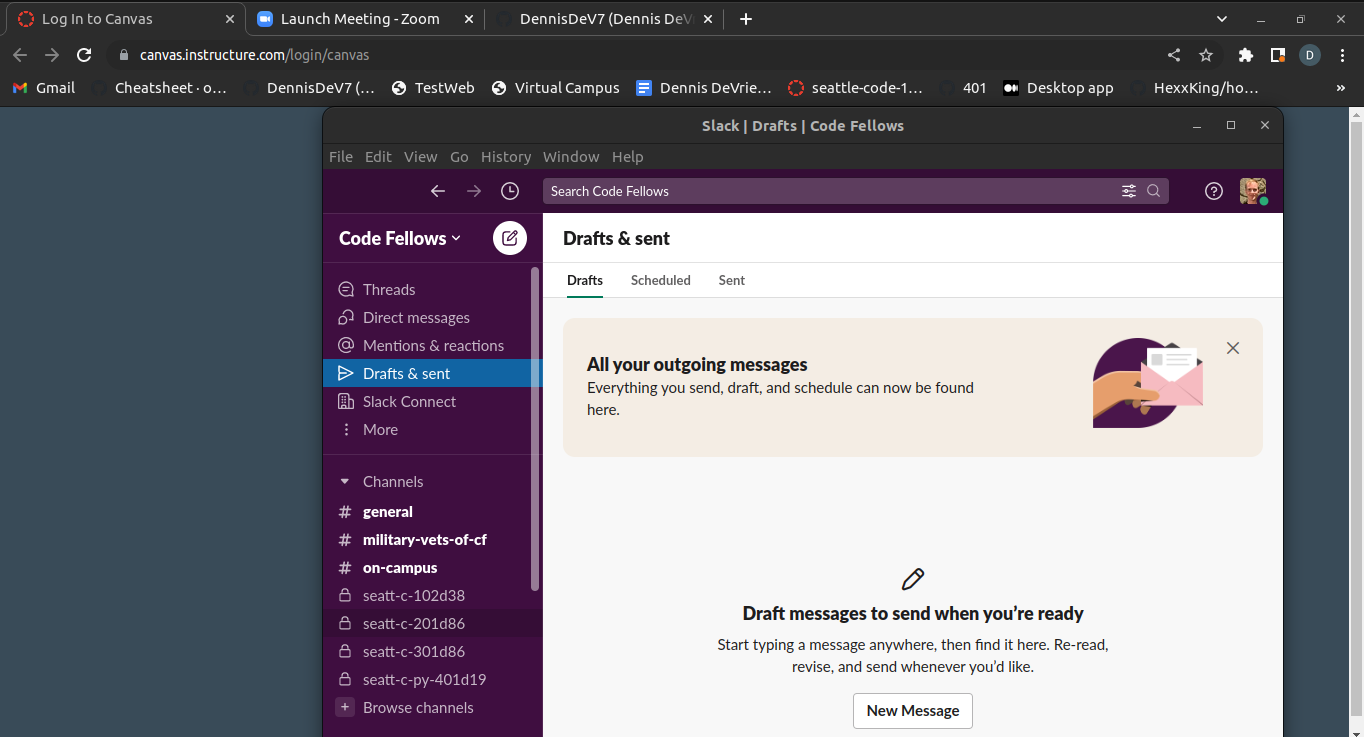 Log In to Canvas
Launch Meeting - Zoom
DennisDeV7 (Dennis DeV
canvas.instructure.com/login/canvas
D
Gmail
Cheatsheet · o…
DennisDeV7 (…
TestWeb
Virtual Campus
Dennis DeVrie…
seattle-code-1…
401
Desktop app
HexxKing/ho…
»
Slack | Drafts | Code Fellows
File Edit View Go History Window Help
Search Code Fellows
Code Fellows
Drafts & sent
Drafts Scheduled Sent
Threads
Direct messages
Mentions & reactions
Drafts & sent
Slack Connect
More
Channels
# general
# military-vets-of-cf
# on-campus
seatt-c-102d38
seatt-c-201d86
seatt-c-301d86
seatt-c-py-401d19
+ Browse channels
All your outgoing messages
Everything you send, draft, and schedule can now be found
here.
Draft messages to send when you’re ready
Start typing a message anywhere, then find it here. Re-read,
revise, and send whenever you’d like.
New Message